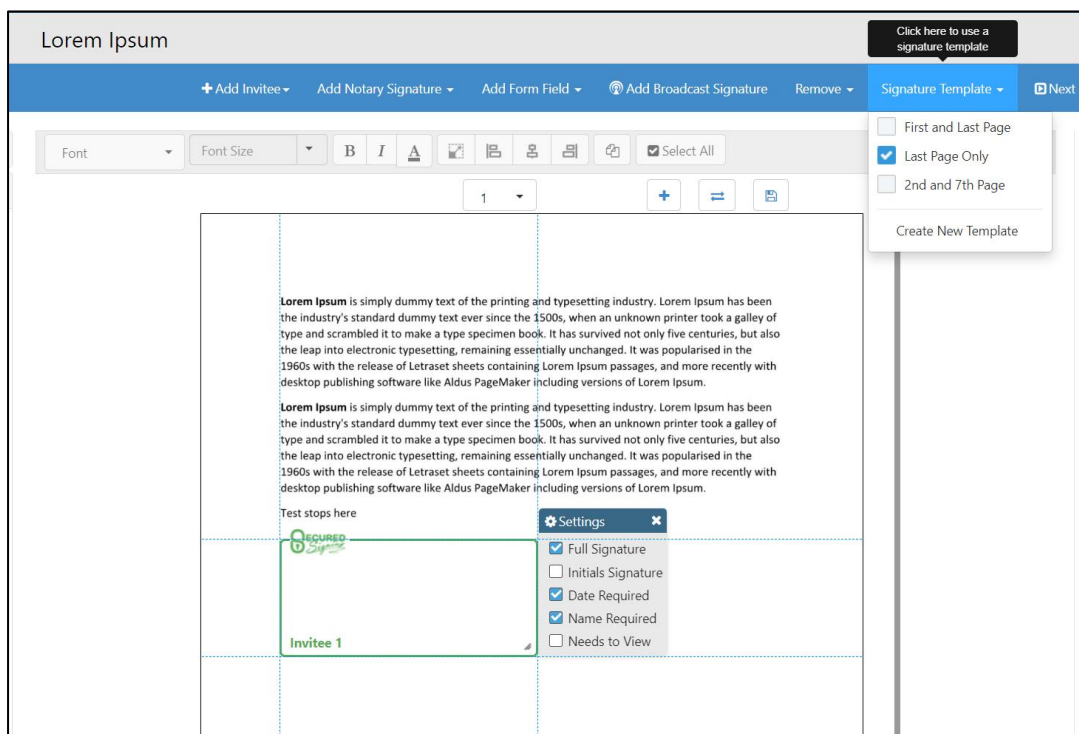 Lorem Ipsum
Click here to use a
signature template
Add Invitee
Add Notary Signature
Add Form Field
Add Broadcast Signature
Remove
Signature Template
Next
First and Last Page
Last Page Only
2nd and 7th Page
Create New Template
Font
Font Size
B
I
A
Select All
1
Lorem Ipsum is simply dummy text of the printing and typesetting industry. Lorem Ipsum has been
the industry's standard dummy text ever since the 1500s, when an unknown printer took a galley of
type and scrambled it to make a type specimen book. It has survived not only five centuries, but also
the leap into electronic typesetting, remaining essentially unchanged. It was popularised in the
1960s with the release of Letraset sheets containing Lorem Ipsum passages, and more recently with
desktop publishing software like Aldus PageMaker including versions of Lorem Ipsum.
Lorem Ipsum is simply dummy text of the printing and typesetting industry. Lorem Ipsum has been
the industry's standard dummy text ever since the 1500s, when an unknown printer took a galley of
type and scrambled it to make a type specimen book. It has survived not only five centuries, but also
the leap into electronic typesetting, remaining essentially unchanged. It was popularised in the
1960s with the release of Letraset sheets containing Lorem Ipsum passages, and more recently with
desktop publishing software like Aldus PageMaker including versions of Lorem Ipsum.
Test stops here
SECURED
Signing
Invitee 1
Settings
Full Signature
Initials Signature
Date Required
Name Required
Needs to View